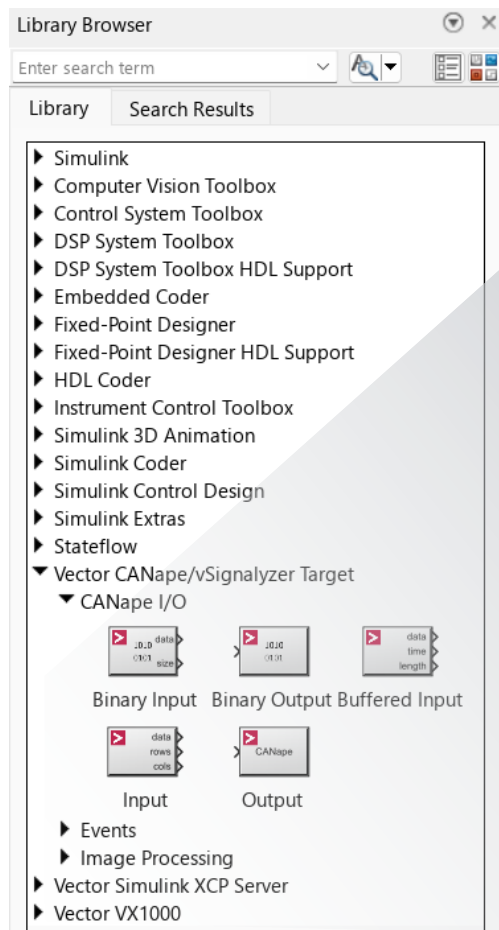 Library Browser
Enter search term
Library Search Results
Simulink
Computer Vision Toolbox
Control System Toolbox
DSP System Toolbox
DSP System Toolbox HDL Support
Embedded Coder
Fixed-Point Designer
Fixed-Point Designer HDL Support
HDL Coder
Instrument Control Toolbox
Simulink 3D Animation
Simulink Coder
Simulink Control Design
Simulink Extras
Stateflow
Vector CANape/vSignalyzer Target
CANape I/O
1010 data 1010 data
0101 size 0101 time
length
Binary Input Binary Output Buffered Input
data
rows CANape
cols
Input Output
Events
Image Processing
Vector Simulink XCP Server
Vector VX1000